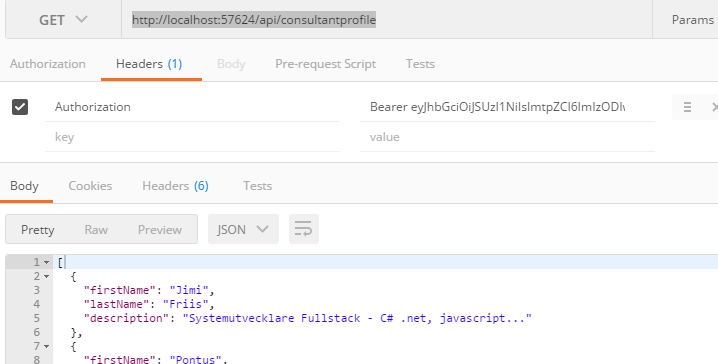 GET http://localhost:57624/api/consultantprofile Params
Authorization Headers (1) Body Pre-request Script Tests
Authorization Bearer eyJhbGciOiJSUzI1NiIsImtpZCI6ImIzODIv
key value
Body Cookies Headers (6) Tests
Pretty Raw Preview JSON
1 [
2 {
3 "firstName": "Jimi",
4 "lastName": "Friis",
5 "description": "Systemutvecklare Fullstack - C# .net, javascript..."
6 },
7 {
8 "firstName": "Pontus",